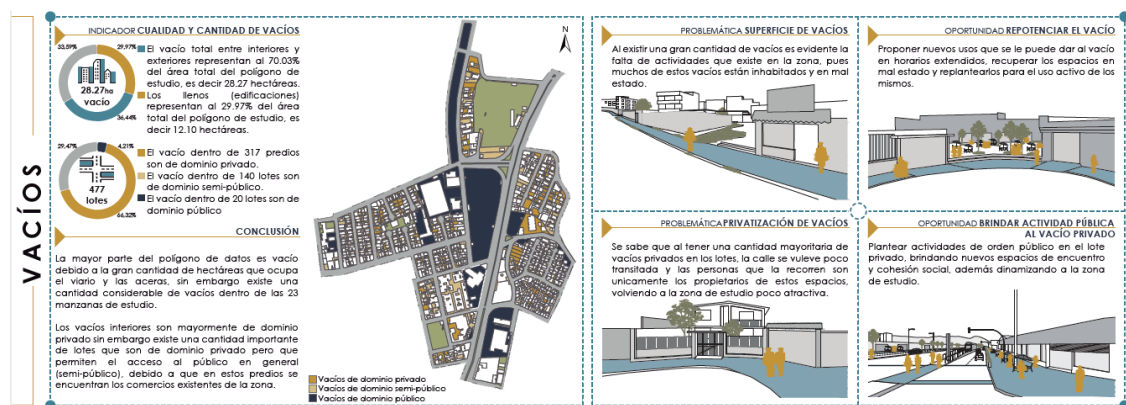 VACÍOS
INDICADOR CUALIDAD Y CANTIDAD DE VACÍOS
33,59%
29,97%
36,44%
28.27ha
vacío
El vacío total entre interiores y
exteriores representan al 70.03%
del área total del polígono de
estudio, es decir 28.27 hectáreas.
Los llenos (edificaciones)
representan al 29.97% del área
total del polígono de estudio, es
decir 12.10 hectáreas.
29,47%
4,21%
66,32%
477
lotes
El vacío dentro de 317 predios
son de dominio privado.
El vacío dentro de 140 lotes son
de dominio semi-público.
El vacío dentro de 20 lotes son de
dominio público
CONCLUSIÓN
La mayor parte del polígono de datos es vacío
debido a la gran cantidad de hectáreas que ocupa
el viario y las aceras, sin embargo existe una
cantidad considerable de vacíos dentro de las 23
manzanas de estudio.
Los vacíos interiores son mayormente de dominio
privado sin embargo existe una cantidad importante
de lotes que son de dominio privado pero que
permiten el acceso al público en general
(semi-público), debido a que en estos predios se
encuentran los comercios existentes de la zona.
N
Vacíos de dominio privado
Vacíos de dominio semi-público
Vacíos de dominio público
PROBLEMÁTICA SUPERFICIE DE VACÍOS
Al existir una gran cantidad de vacíos es evidente la
falta de actividades que existe en la zona, pues
muchos de estos vacíos están inhabitados y en mal
estado.
OPORTUNIDAD REPOTENCIAR EL VACÍO
Proponer nuevos usos que se le puede dar al vacío
en horarios extendidos, recuperar los espacios en
mal estado y replantearlos para el uso activo de los
mismos.
PROBLEMÁTICA PRIVATIZACIÓN DE VACÍOS
Se sabe que al tener una cantidad mayoritaria de
vacíos privados en los lotes, la calle se vuleve poco
transitada y las personas que la recorren son
unicamente los propietarios de estos espacios,
volviendo a la zona de estudio poco atractiva.
OPORTUNIDAD BRINDAR ACTIVIDAD PÚBLICA
AL VACÍO PRIVADO
Plantear actividades de orden público en el lote
privado, brindando nuevos espacios de encuentro
y cohesión social, además dinamizando a la zona
de estudio.